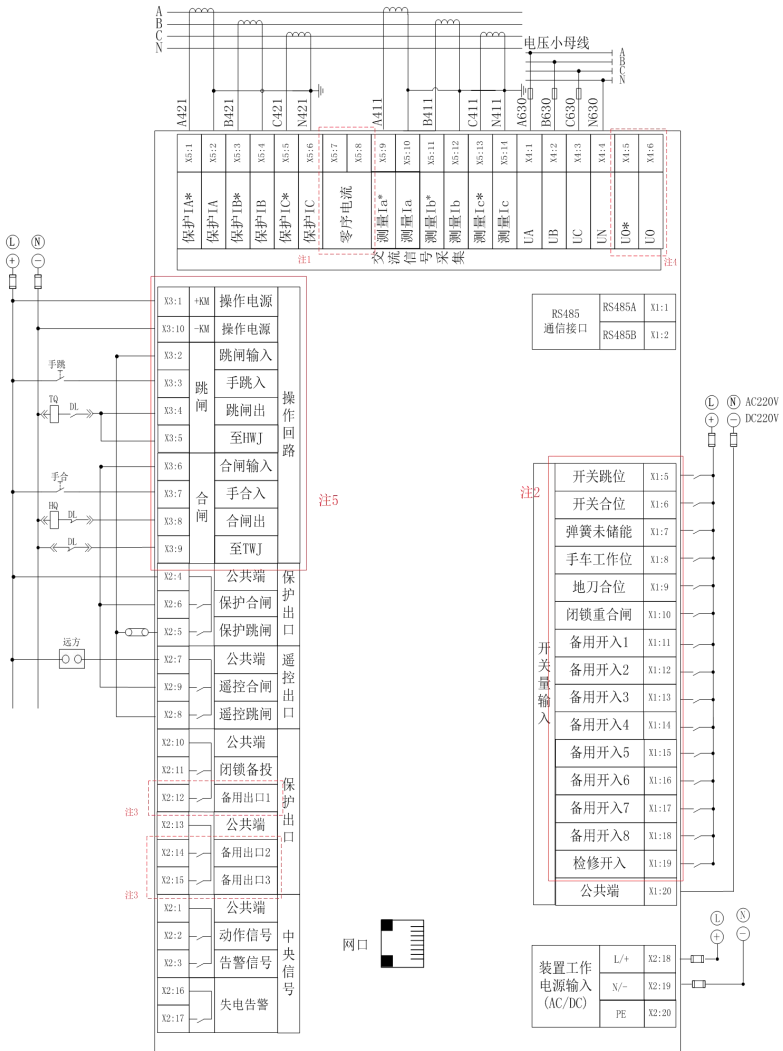 A
B
C
N
电压小母线
A
B
C
N
A421
B421
C421
N421
A411
B411
C411
N411
A630
B630
C630
N630
X5:1
X5:2
X5:3
X5:4
X5:5
X5:6
X5:7
X5:8
X5:9
X5:10
X5:11
X5:12
X5:13
X5:14
X4:1
X4:2
X4:3
X4:4
X4:5
X4:6
保护IA*
保护IA
保护IB*
保护IB
保护IC*
保护IC
零序电流
测量Ia*
测量Ia
测量Ib*
测量Ib
测量Ic*
测量Ic
UA
UB
UC
UN
U0*
U0
注1
交流信号采集
注4
L
N
+
−
X3:1 +KM 操作电源
X3:10 −KM 操作电源
X3:2 跳闸输入
手跳
X3:3 手跳入
跳闸
TQ DL
X3:4 跳闸出
X3:5 至HWJ
操作回路
X3:6 合闸输入
手合
X3:7 手合入
合闸
HQ DL
X3:8 合闸出
DL
X3:9 至TWJ
注5
X2:4 公共端
X2:6 保护合闸
X2:5 保护跳闸
保护出口
远方
X2:7 公共端
X2:9 遥控合闸
X2:8 遥控跳闸
遥控出口
X2:10 公共端
X2:11 闭锁备投
X2:12 备用出口1
注3
X2:13 公共端
X2:14 备用出口2
X2:15 备用出口3
注3
保护出口
X2:1 公共端
X2:2 动作信号
X2:3 告警信号
X2:16
失电告警
X2:17
中央信号
网口
RS485
通信接口
RS485A X1:1
RS485B X1:2
L N AC220V
+ − DC220V
注2
开关量输入
开关跳位 X1:5
开关合位 X1:6
弹簧未储能 X1:7
手车工作位 X1:8
地刀合位 X1:9
闭锁重合闸 X1:10
备用开入1 X1:11
备用开入2 X1:12
备用开入3 X1:13
备用开入4 X1:14
备用开入5 X1:15
备用开入6 X1:16
备用开入7 X1:17
备用开入8 X1:18
检修开入 X1:19
公共端 X1:20
L
N
+
−
装置工作
电源输入
(AC/DC)
L/+ X2:18
N/− X2:19
PE X2:20